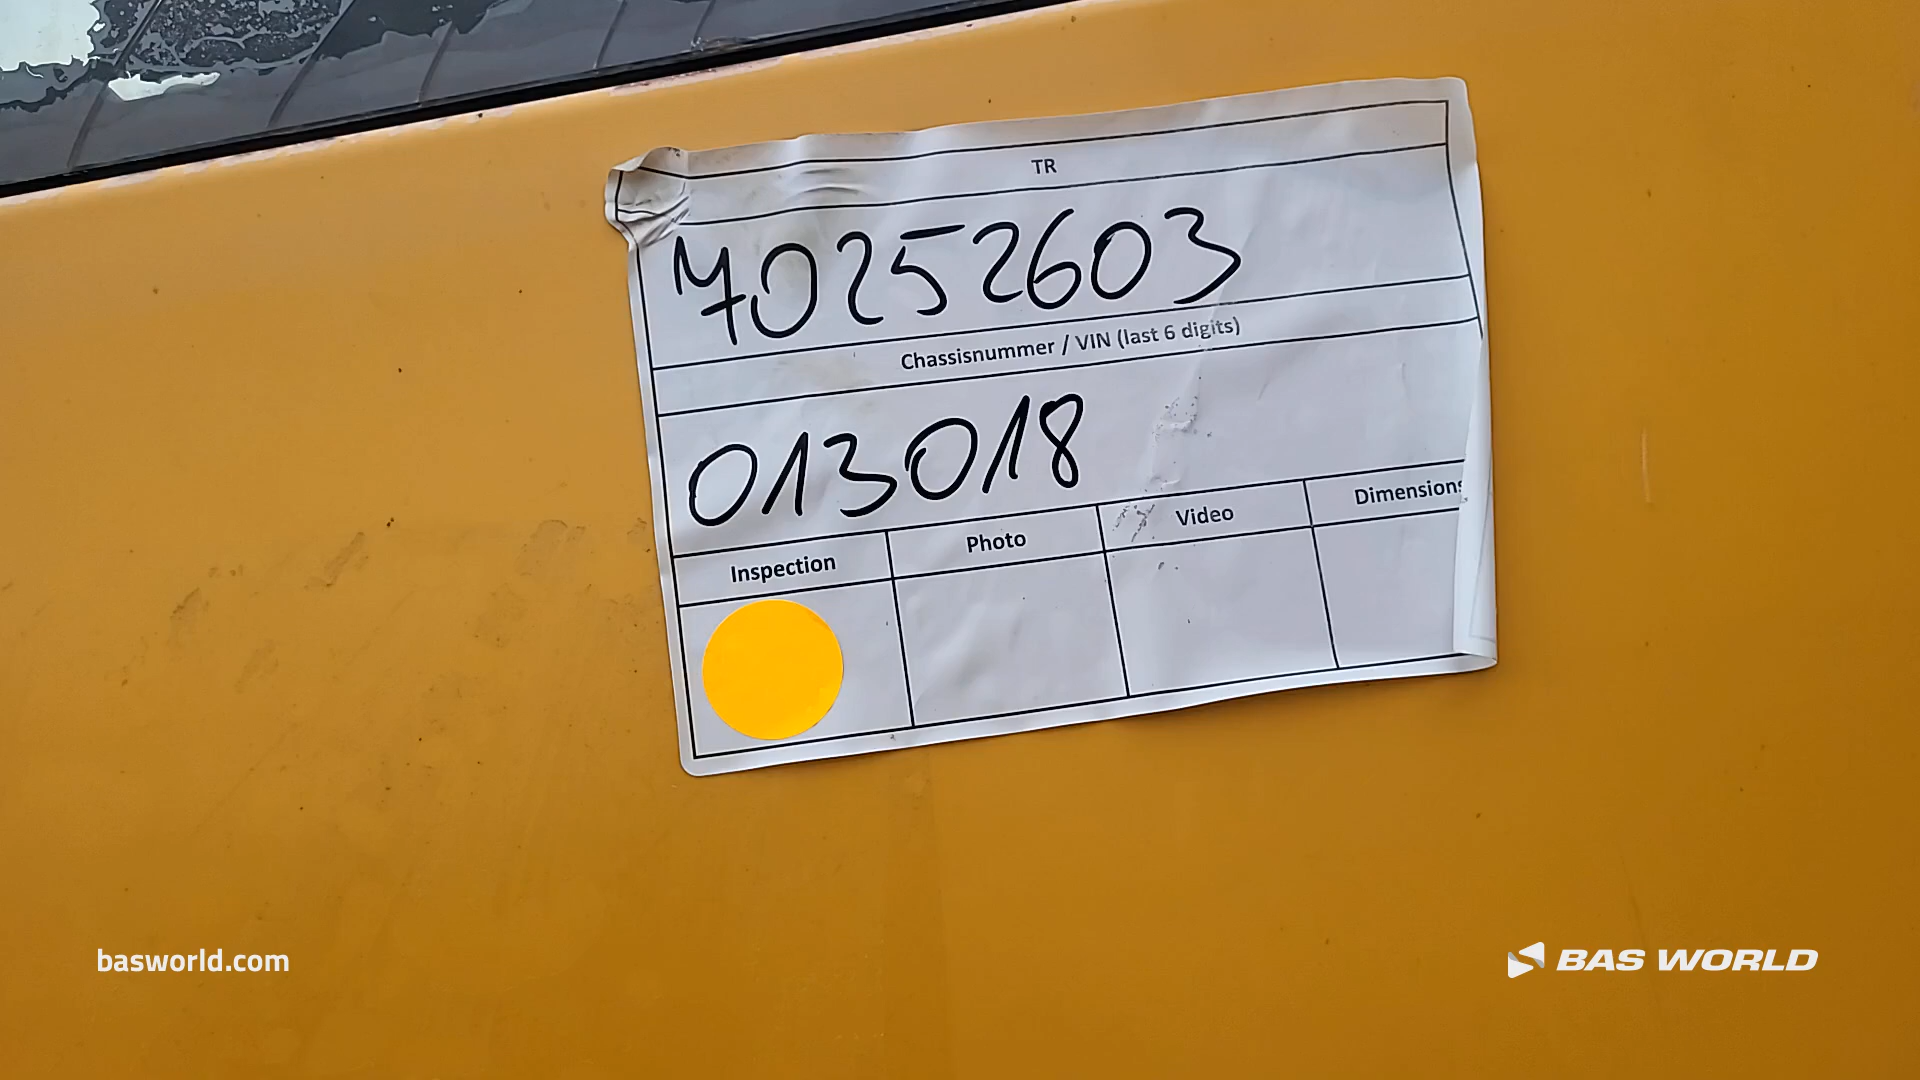 TR
70252603
Chassisnummer / VIN (last 6 digits)
013018
Inspection Photo Video Dimensions
basworld.com
BAS WORLD